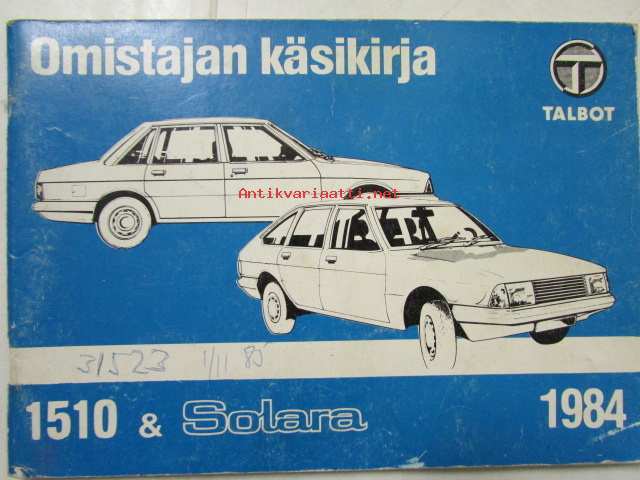 Omistajan käsikirja
TALBOT
Antikvariaatti.net
31523 1/11 85
1510 & Solara 1984